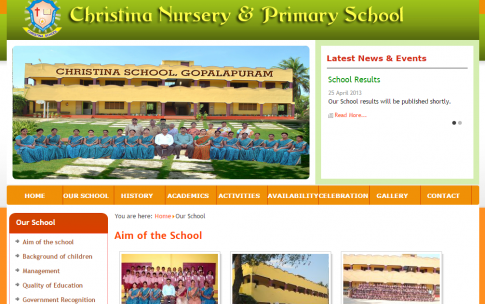 Christina Nursery & Primary School
CHRISTINA SCHOOL, GOPALAPURAM
Latest News & Events
School Results
25 April 2013
Our School results will be published shortly.
Read More...
HOME OUR SCHOOL HISTORY ACADEMICS ACTIVITIES AVAILABILITY CELEBRATION GALLERY CONTACT
Our School
Aim of the school
Background of children
Management
Quality of Education
Government Recognition
You are here: Home»Our School
Aim of the School